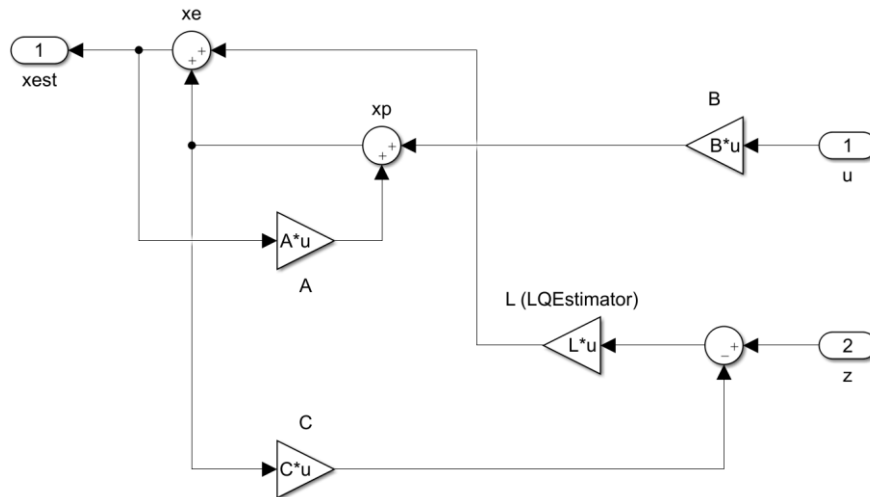 xe
+
+
1
xest
xp
+
+
B
B*u
1
u
A*u
A
L (LQEstimator)
L*u
+
−
2
z
C
C*u